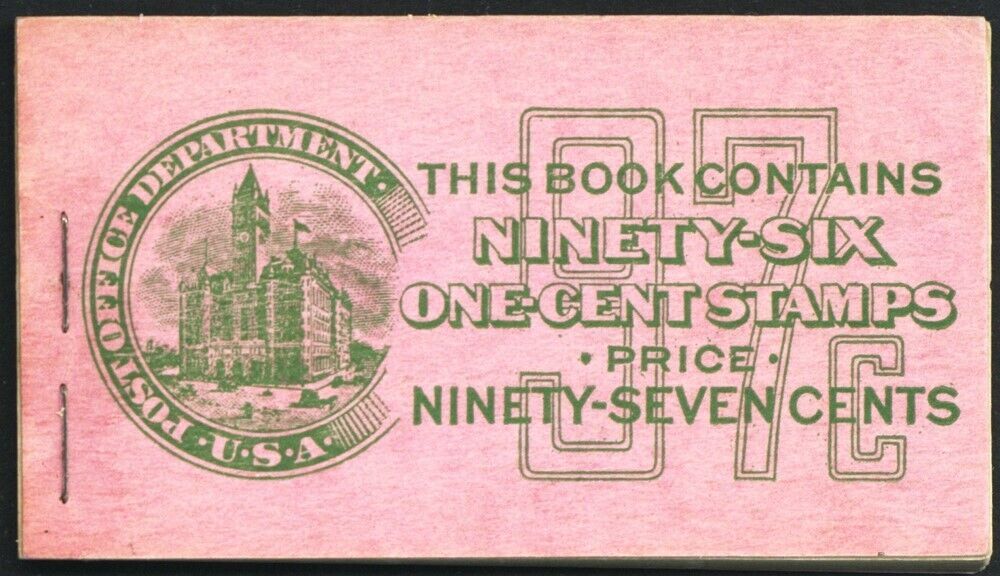 POST OFFICE DEPARTMENT
· U · S · A ·
97c
THIS BOOK CONTAINS
NINETY-SIX
ONE-CENT STAMPS
· PRICE ·
NINETY-SEVEN CENTS